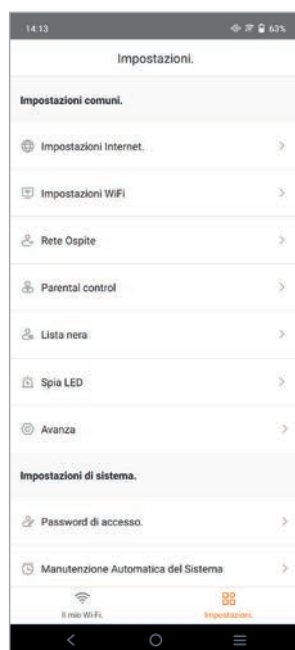 14:13
63%
Impostazioni.
Impostazioni comuni.
Impostazioni Internet.
Impostazioni WiFi
Rete Ospite
Parental control
Lista nera
Spia LED
Avanza
Impostazioni di sistema.
Password di accesso.
Manutenzione Automatica del Sistema
Il mio Wi-Fi.
Impostazioni.